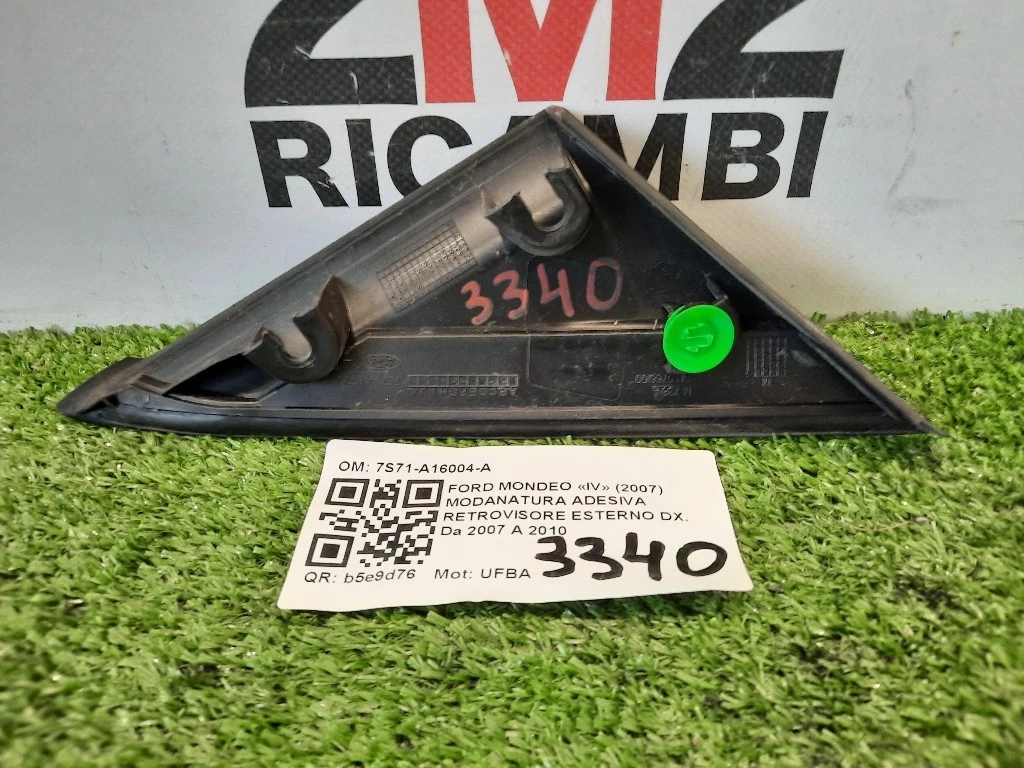 2M2
RICAMBI
3340
OM: 7S71-A16004-A
FORD MONDEO «IV» (2007)
MODANATURA ADESIVA
RETROVISORE ESTERNO DX.
Da 2007 A 2010
3340
QR: b5e9d76 Mot: UFBA